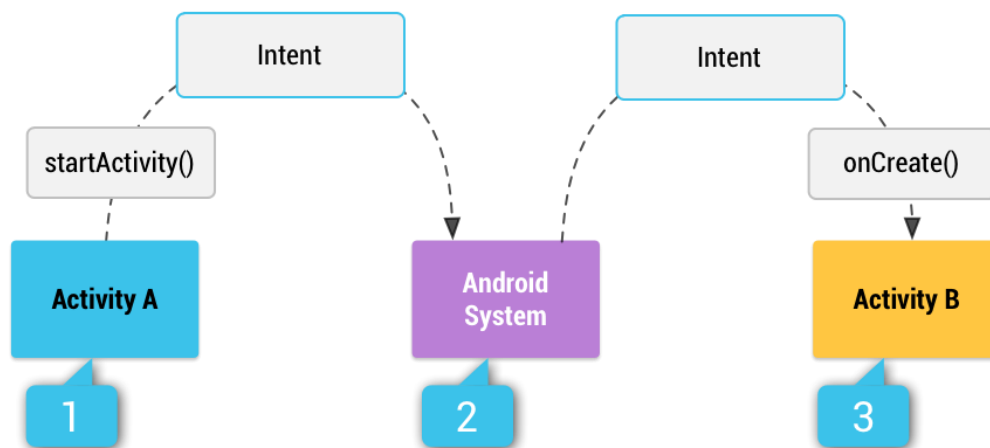 Intent
Intent
startActivity()
onCreate()
Activity A
Android
System
Activity B
1
2
3